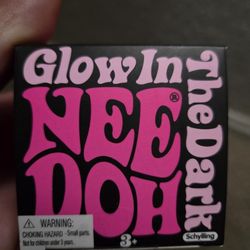 Glow In
The Dark
NEE
DOH®
WARNING:
CHOKING HAZARD -Small parts.
Not for children under 3 years.
3+
Schylling